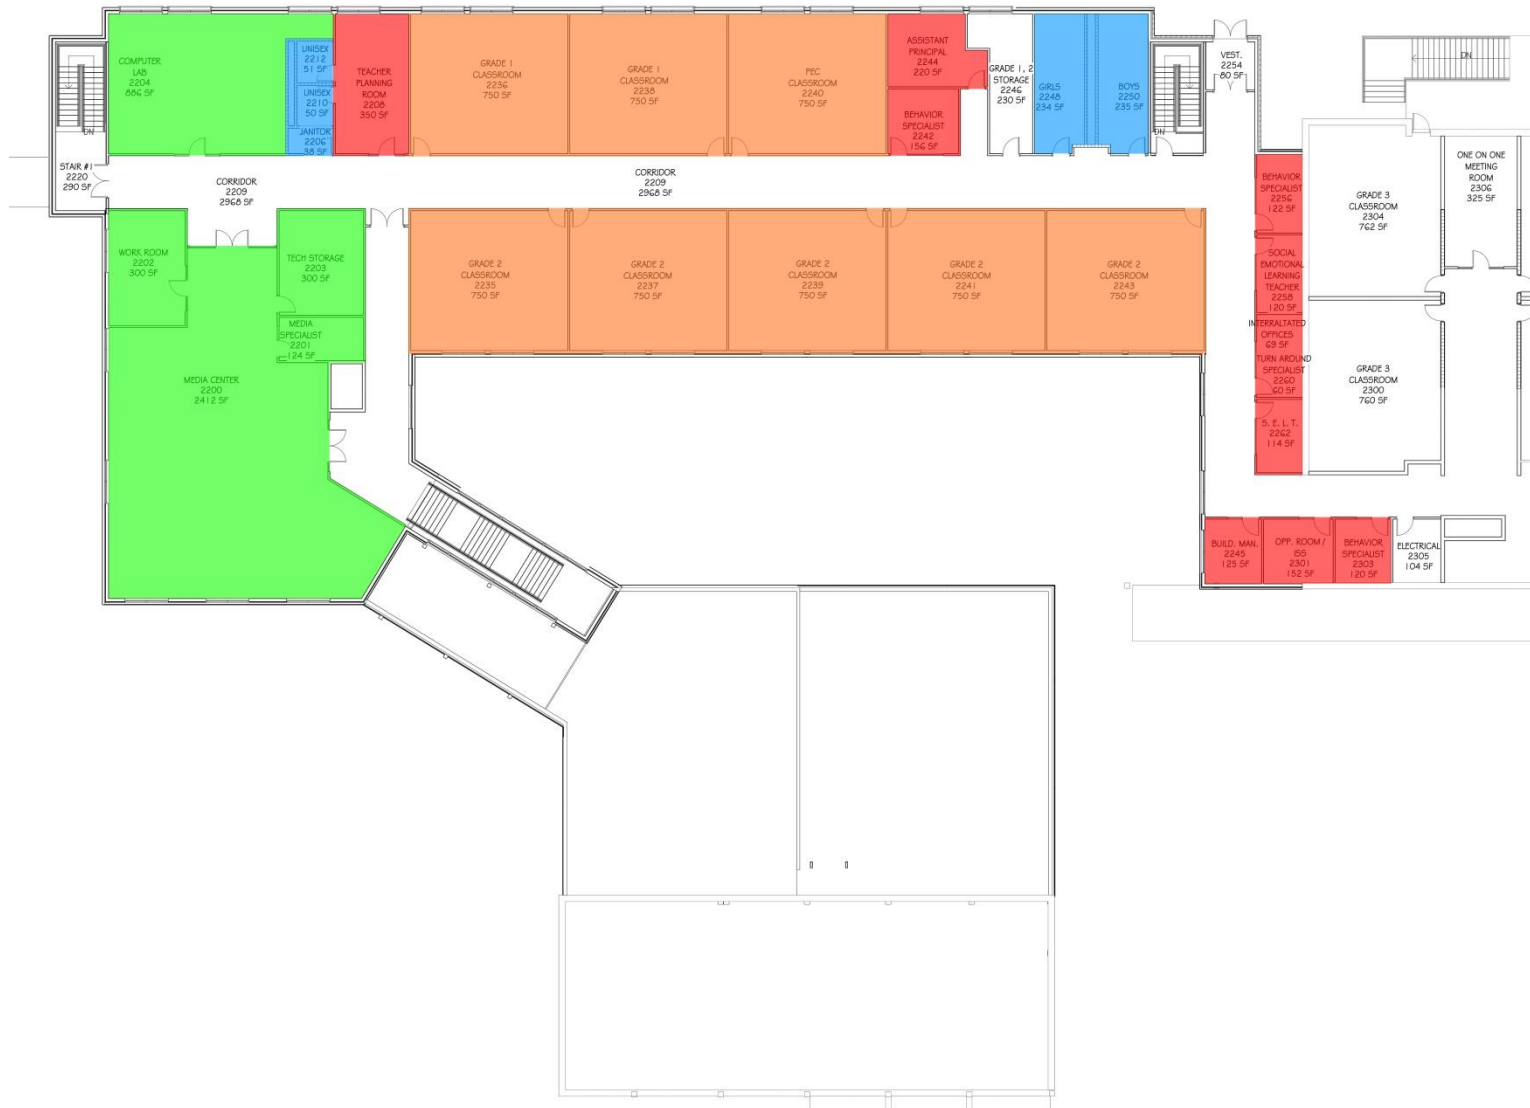 COMPUTER
LAB
2204
886 SF
UNISEX
2212
51 SF
UNISEX
2210
50 SF
JANITOR
2206
38 SF
TEACHER
PLANNING
ROOM
2208
350 SF
GRADE 1
CLASSROOM
2236
750 SF
GRADE 1
CLASSROOM
2238
750 SF
PEC
CLASSROOM
2240
750 SF
ASSISTANT
PRINCIPAL
2244
220 SF
BEHAVIOR
SPECIALIST
2242
156 SF
GRADE 1, 2
STORAGE
2246
230 SF
GIRLS
2248
234 SF
BOYS
2250
235 SF
DN
VEST.
2254
80 SF
DN
DN
STAIR #1
2220
290 SF
CORRIDOR
2209
2968 SF
CORRIDOR
2209
2968 SF
BEHAVIOR
SPECIALIST
2256
122 SF
GRADE 3
CLASSROOM
2304
762 SF
ONE ON ONE
MEETING
ROOM
2306
325 SF
WORK ROOM
2202
300 SF
TECH STORAGE
2203
300 SF
GRADE 2
CLASSROOM
2235
750 SF
GRADE 2
CLASSROOM
2237
750 SF
GRADE 2
CLASSROOM
2239
750 SF
GRADE 2
CLASSROOM
2241
750 SF
GRADE 2
CLASSROOM
2243
750 SF
SOCIAL
EMOTIONAL
LEARNING
TEACHER
2258
120 SF
MEDIA
SPECIALIST
2201
124 SF
INTERRALTATED
OFFICES
69 SF
TURN AROUND
SPECIALIST
2260
60 SF
MEDIA CENTER
2200
2412 SF
GRADE 3
CLASSROOM
2300
760 SF
S. E. L. T.
2262
114 SF
BUILD. MAN.
2245
125 SF
OPP. ROOM /
ISS
2301
152 SF
BEHAVIOR
SPECIALIST
2303
120 SF
ELECTRICAL
2305
104 SF